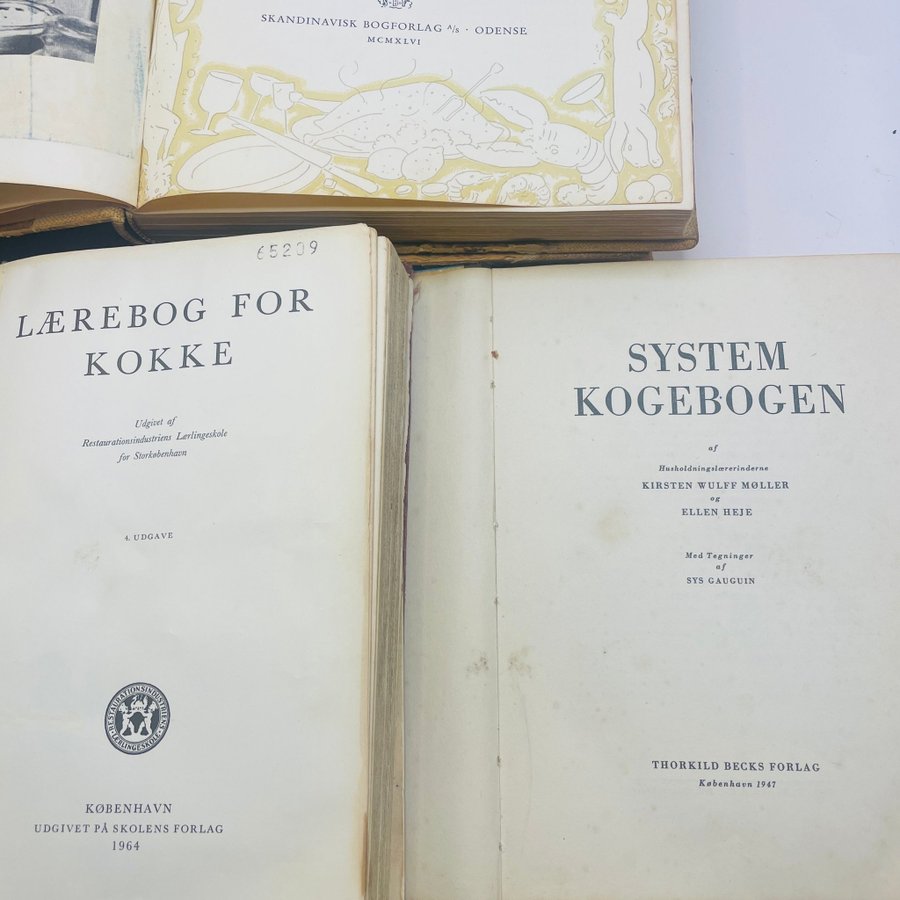 SKANDINAVISK BOGFORLAG A/S · ODENSE
MCMXLVI
65209
LÆREBOG FOR
KOKKE
Udgivet af
Restaurationsindustriens Lærlingeskole
for Storkøbenhavn
4. UDGAVE
RESTAURATIONSINDUSTRIENS
LÆRLINGESKOLE
KØBENHAVN
UDGIVET PÅ SKOLENS FORLAG
1964
SYSTEM
KOGEBOGEN
af
Husholdningslærerinderne
KIRSTEN WULFF MØLLER
og
ELLEN HEJE
Med Tegninger
af
SYS GAUGUIN
THORKILD BECKS FORLAG
København 1947